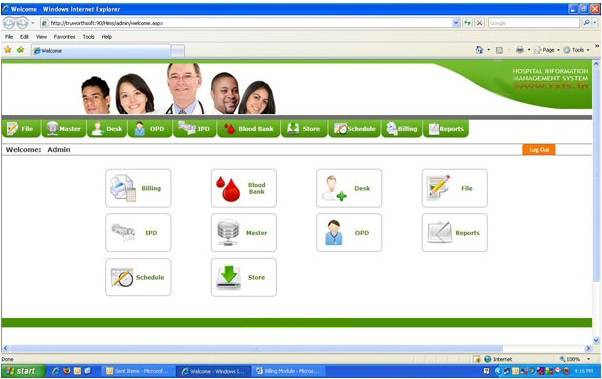 Welcome - Windows Internet Explorer
http://truworthsoft:90/Hims/admin/welcome.aspx
Google
File Edit View Favorites Tools Help
Welcome
Page Tools
HOSPITAL INFORMATION
MANAGEMENT SYSTEM
File Master Desk OPD IPD Blood Bank Store Schedule Billing Reports
Welcome: Admin
Log Out
Billing
Blood
Bank
Desk
File
IPD
Master
OPD
Reports
Schedule
Store
Done
Internet
100%
start
Sent Items - Microsof...
Welcome - Windows I...
Billing Module - Micros...
4:16 PM